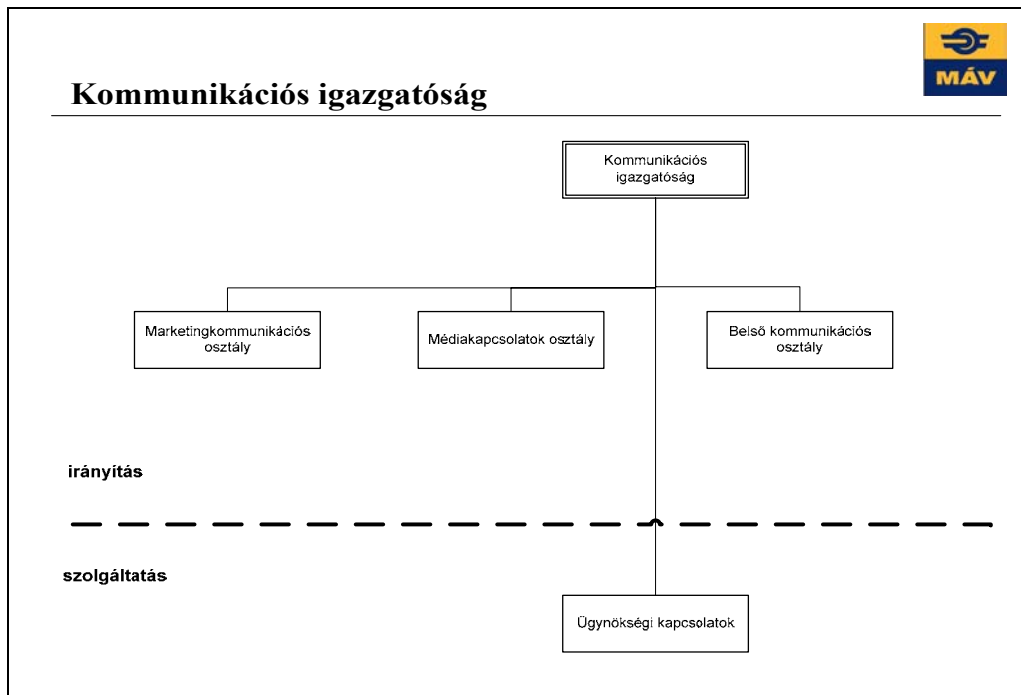 MÁV
Kommunikációs igazgatóság
Kommunikációs
igazgatóság
Marketingkommunikációs
osztály
Médiakapcsolatok osztály
Belső kommunikációs
osztály
irányítás
szolgáltatás
Ügynökségi kapcsolatok